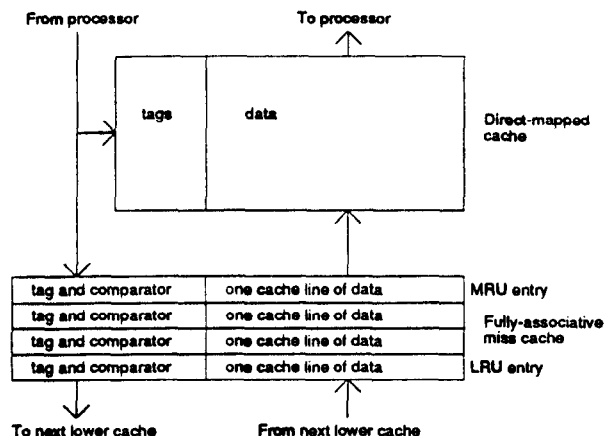 From processor
To processor
tags
data
Direct-mapped
cache
tag and comparator
one cache line of data
MRU entry
tag and comparator
one cache line of data
Fully-associative
miss cache
tag and comparator
one cache line of data
tag and comparator
one cache line of data
LRU entry
To next lower cache
From next lower cache